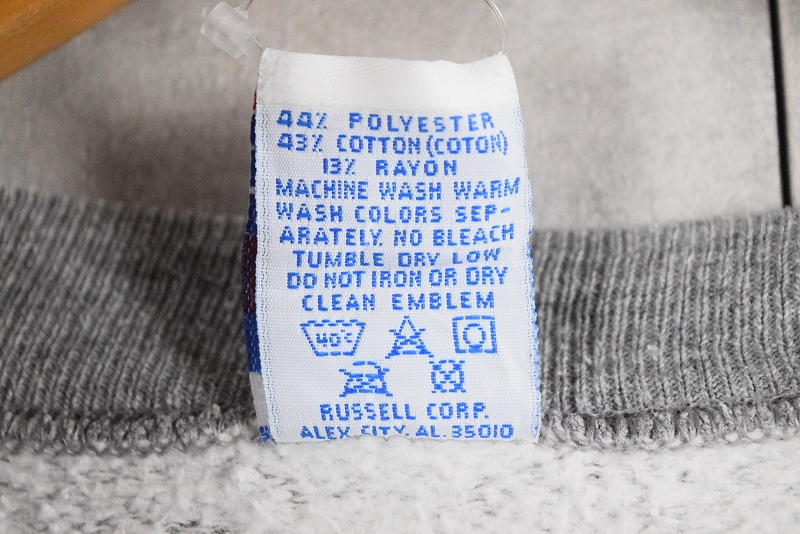 44% POLYESTER
43% COTTON (COTON)
13% RAYON
MACHINE WASH WARM
WASH COLORS SEP-
ARATELY. NO BLEACH
TUMBLE DRY LOW
DO NOT IRON OR DRY
CLEAN EMBLEM
40°C
RUSSELL CORP.
ALEX CITY, AL. 35010